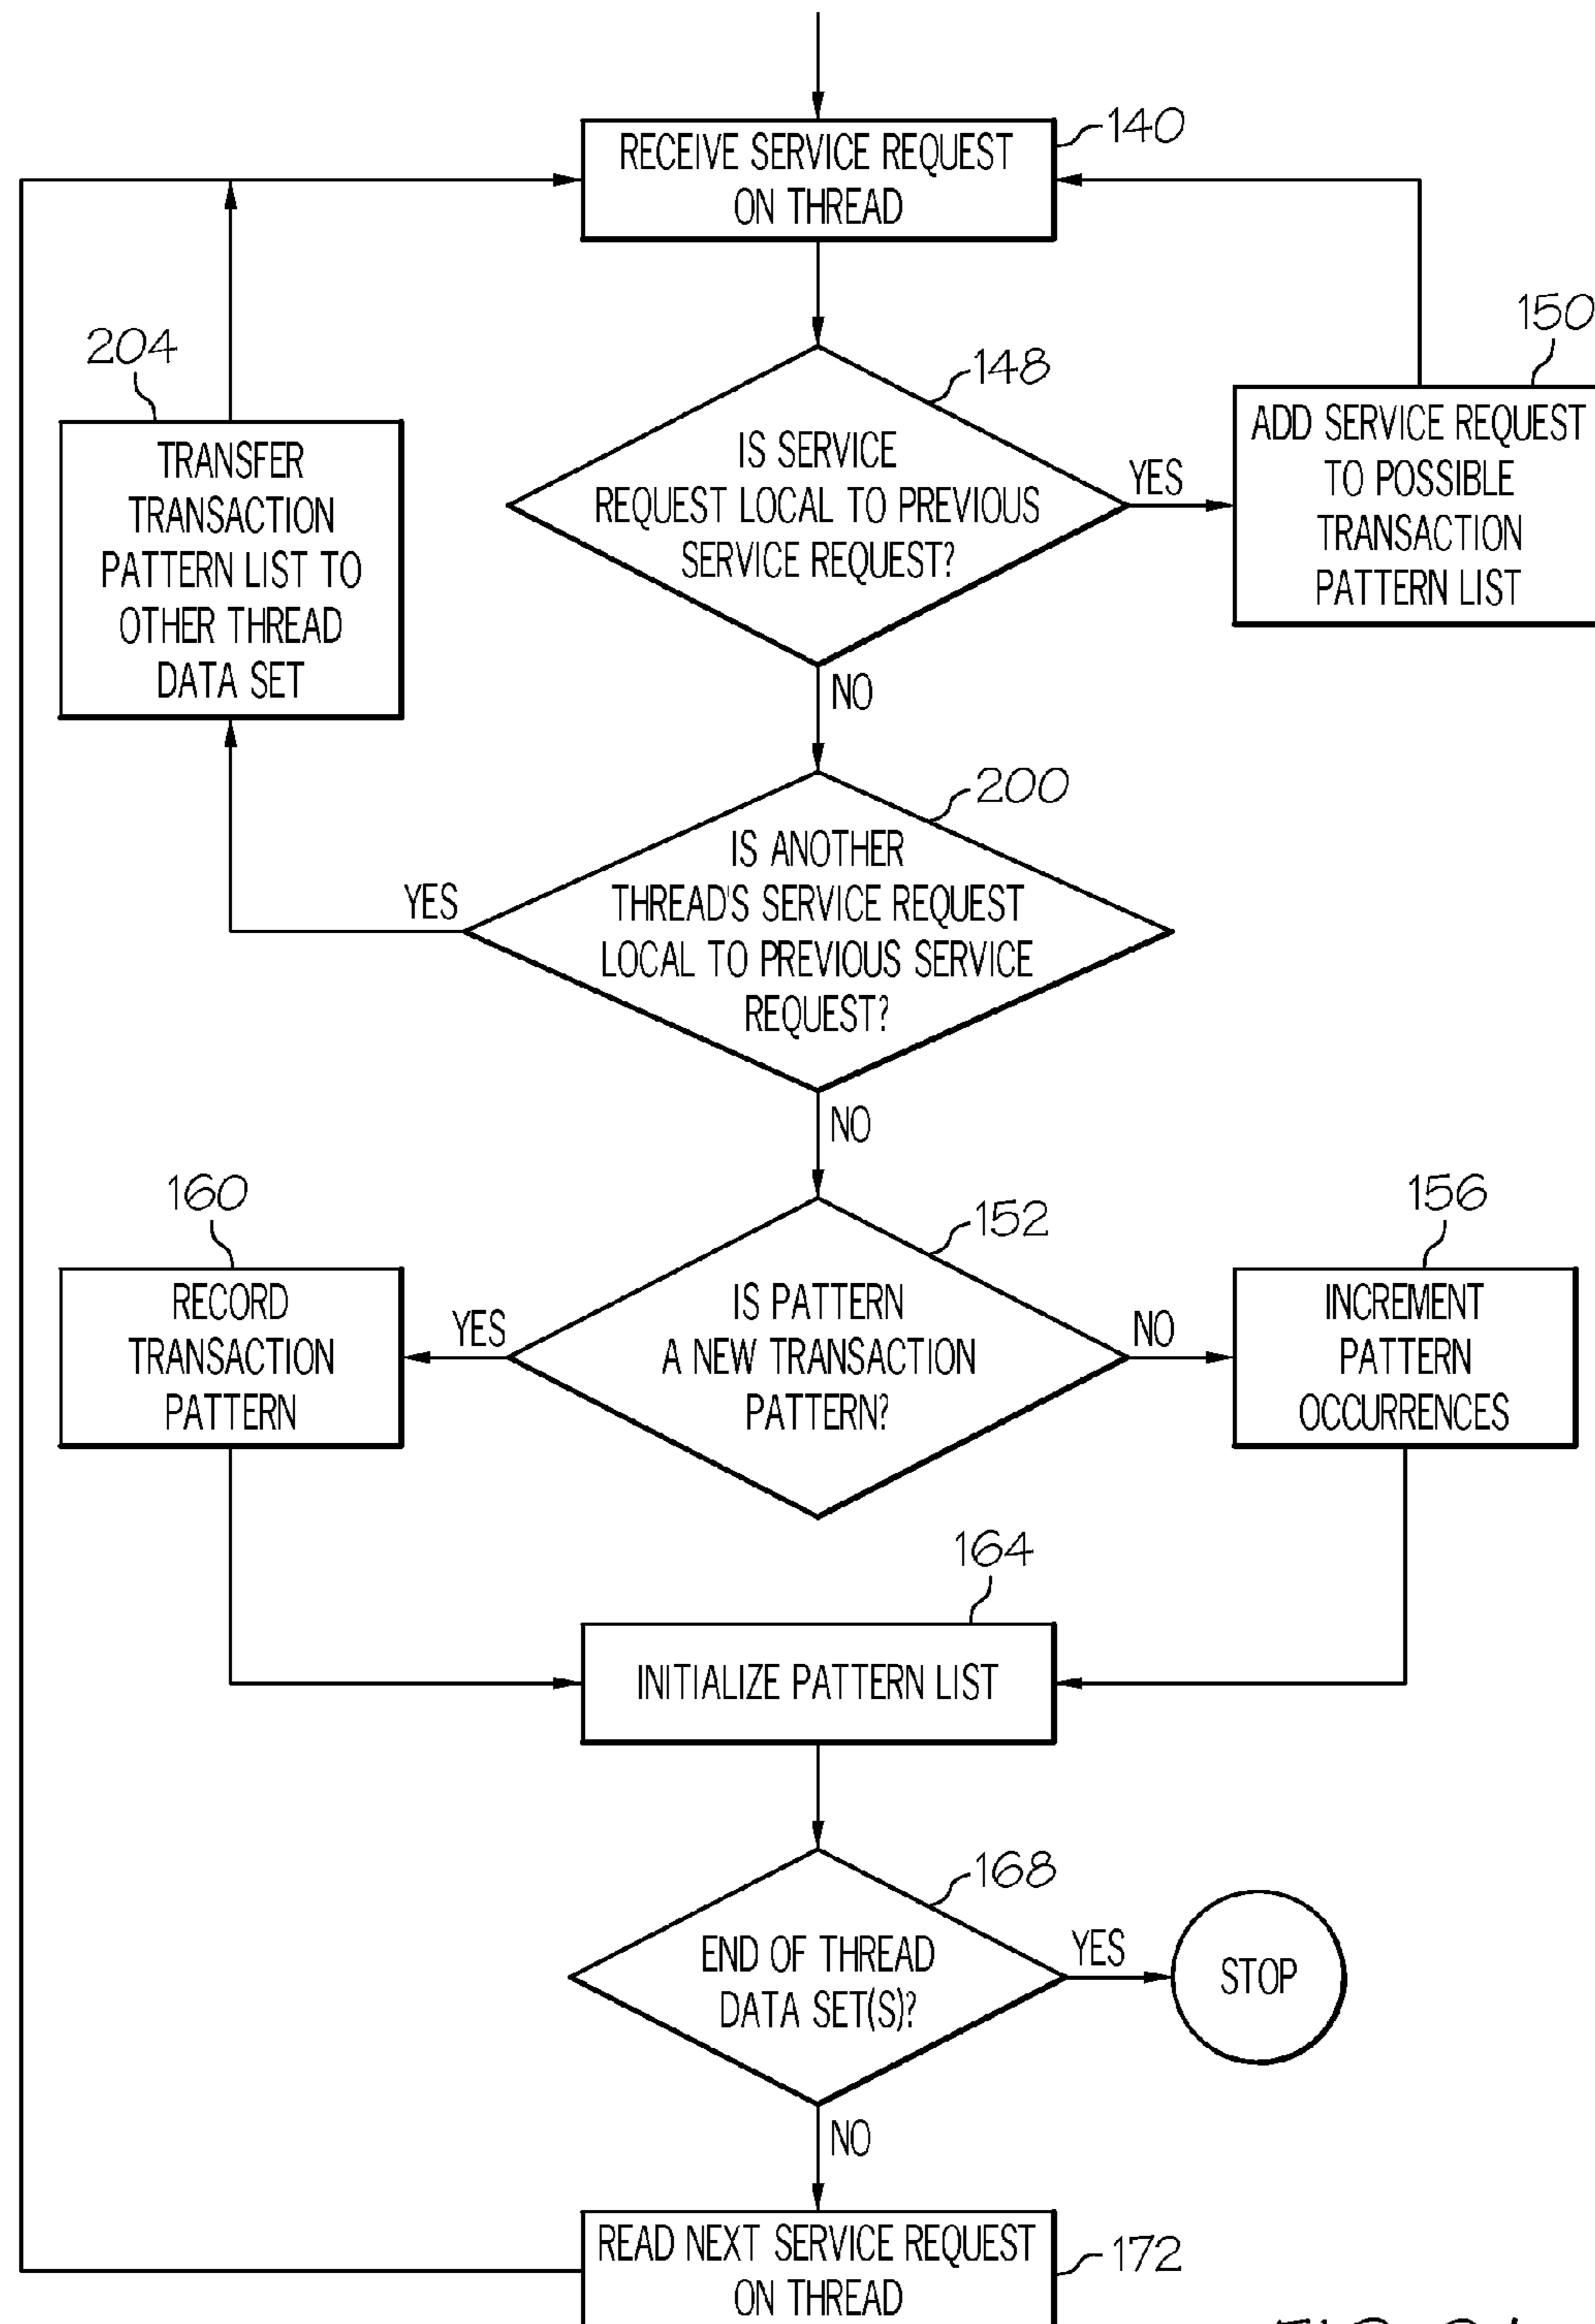 RECEIVE SERVICE REQUEST
ON THREAD
140
204
TRANSFER
TRANSACTION
PATTERN LIST TO
OTHER THREAD
DATA SET
148
IS SERVICE
REQUEST LOCAL TO PREVIOUS
SERVICE REQUEST?
YES
150
ADD SERVICE REQUEST
TO POSSIBLE
TRANSACTION
PATTERN LIST
NO
200
IS ANOTHER
THREAD'S SERVICE REQUEST
LOCAL TO PREVIOUS SERVICE
REQUEST?
YES
NO
160
RECORD
TRANSACTION
PATTERN
YES
152
IS PATTERN
A NEW TRANSACTION
PATTERN?
NO
156
INCREMENT
PATTERN
OCCURRENCES
164
INITIALIZE PATTERN LIST
168
END OF THREAD
DATA SET(S)?
YES
STOP
NO
READ NEXT SERVICE REQUEST
ON THREAD
172